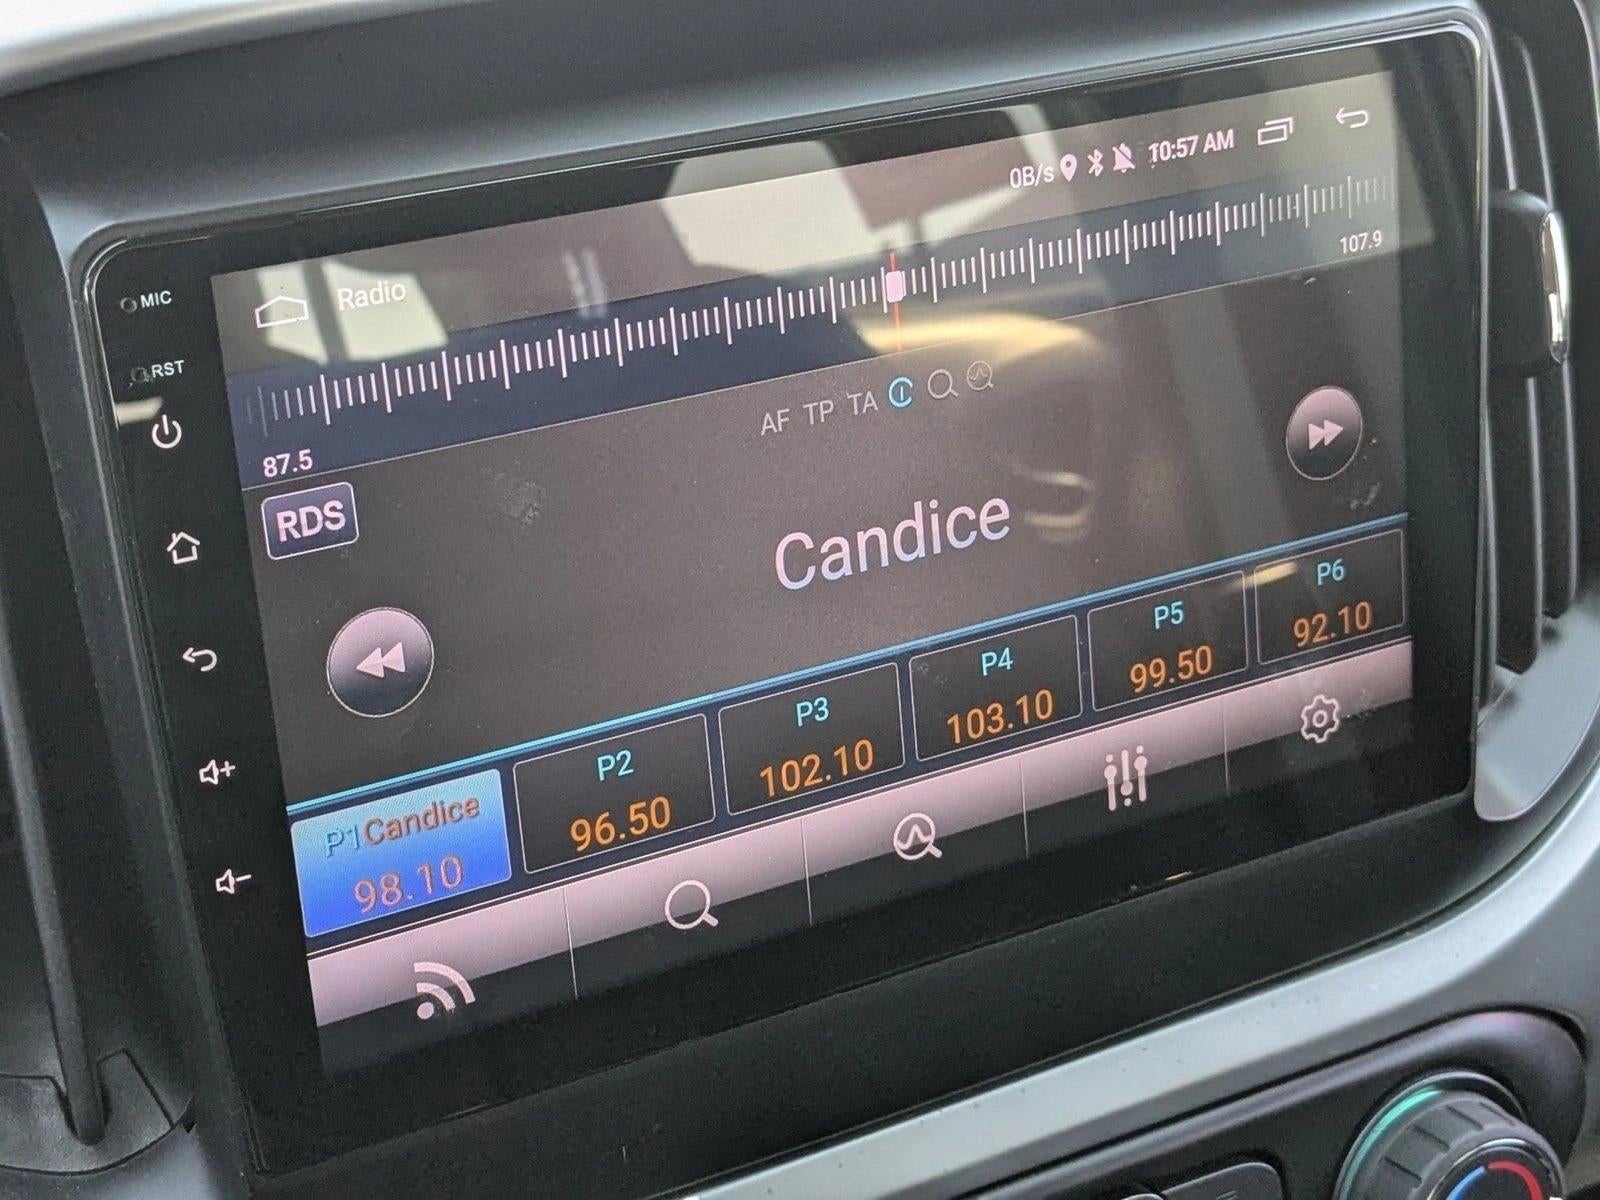 0B/s 10:57 AM
MIC
Radio
107.9
RST
87.5
AF TP TA
RDS
Candice
P1 Candice
98.10
P2
96.50
P3
102.10
P4
103.10
P5
99.50
P6
92.10